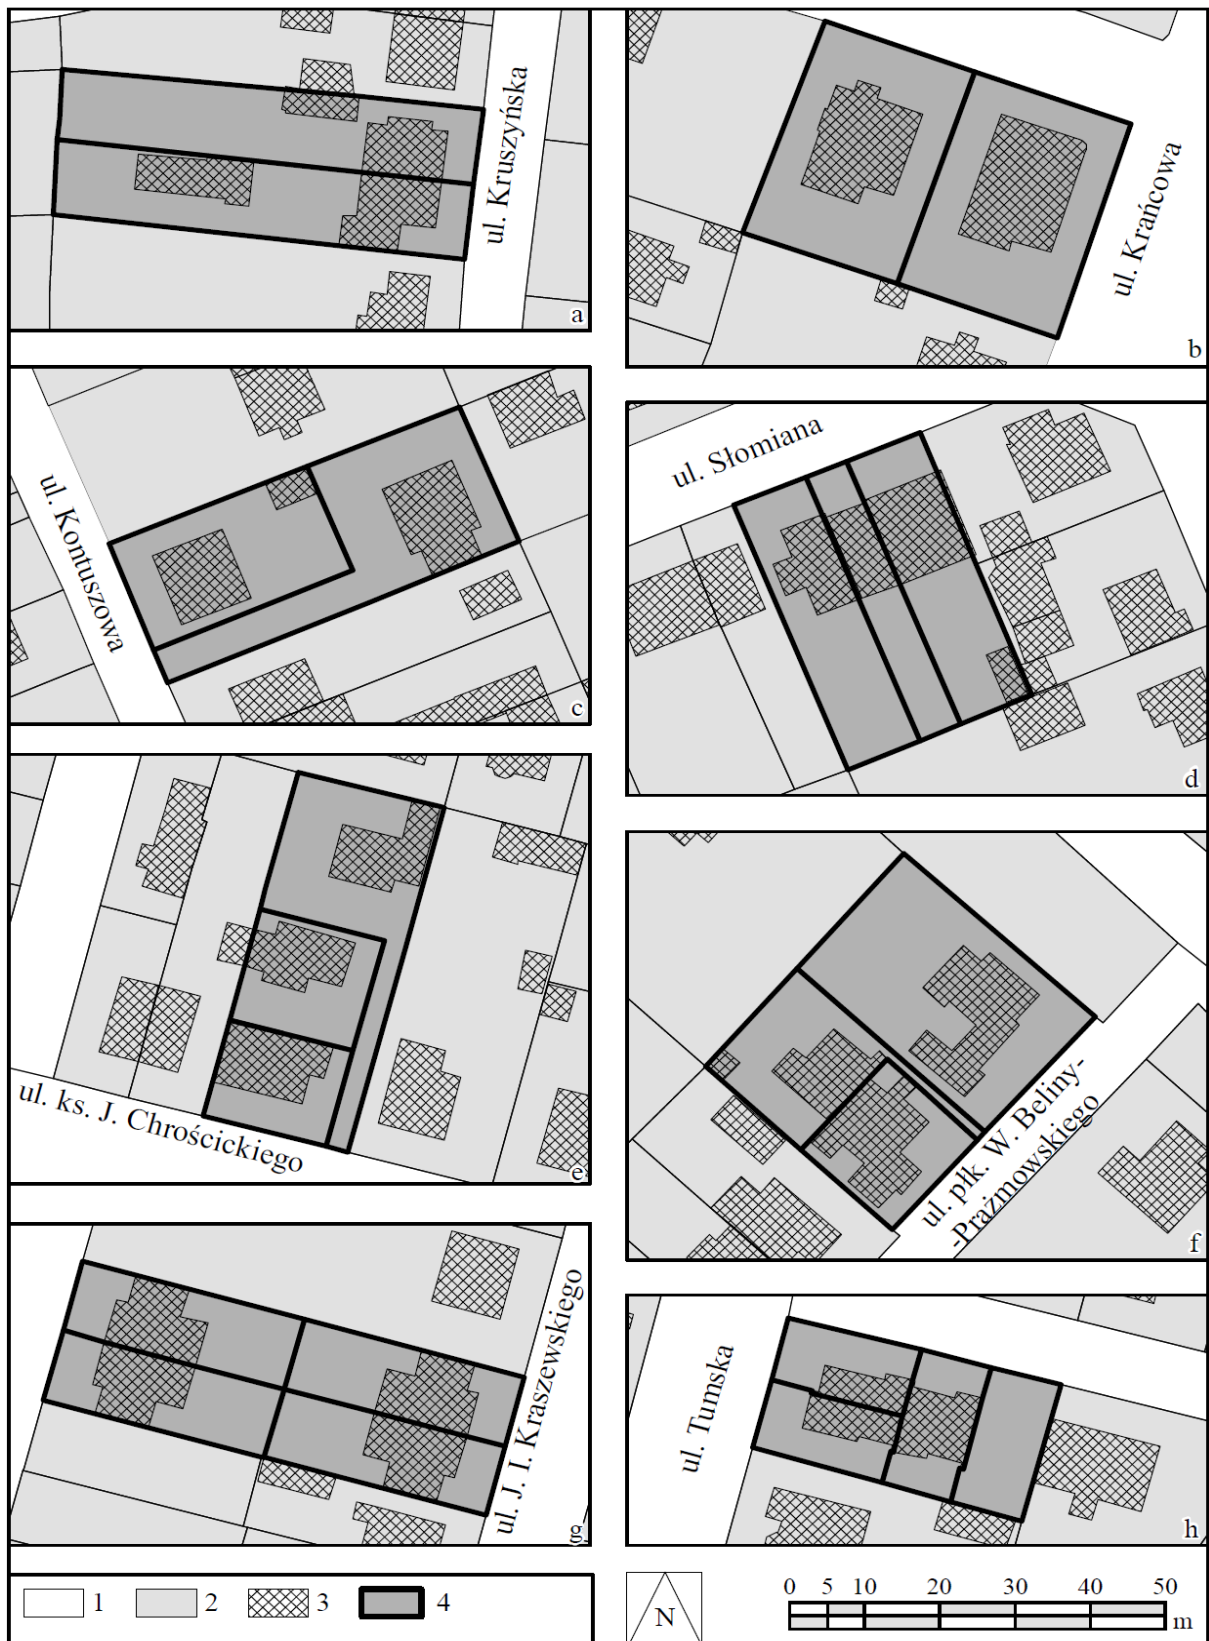 ul. Kruszyńska
a
ul. Krańcowa
b
ul. Kontuszowa
c
ul. Słomiana
d
ul. ks. J. Chrościckiego
e
ul. płk. W. Beliny-
-Prażmowskiego
f
ul. J. I. Kraszewskiego
g
ul. Tumska
h
1 2 3 4
N
0 5 10 20 30 40 50
m